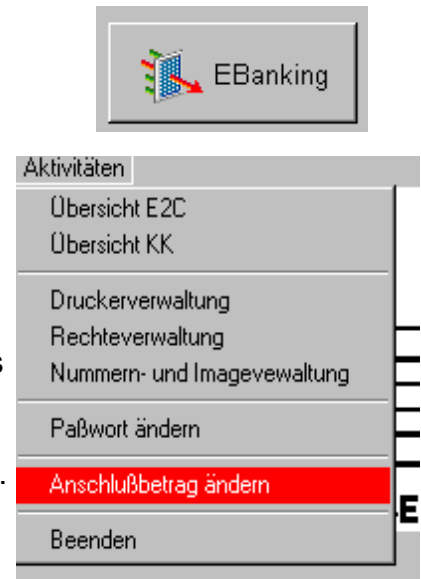 EBanking
Aktivitäten
Übersicht E2C
Übersicht KK
Druckerverwaltung
Rechteverwaltung
s
Nummern- und Imagevewaltung
Paßwort ändern
.
Anschlußbetrag ändern
E
Beenden